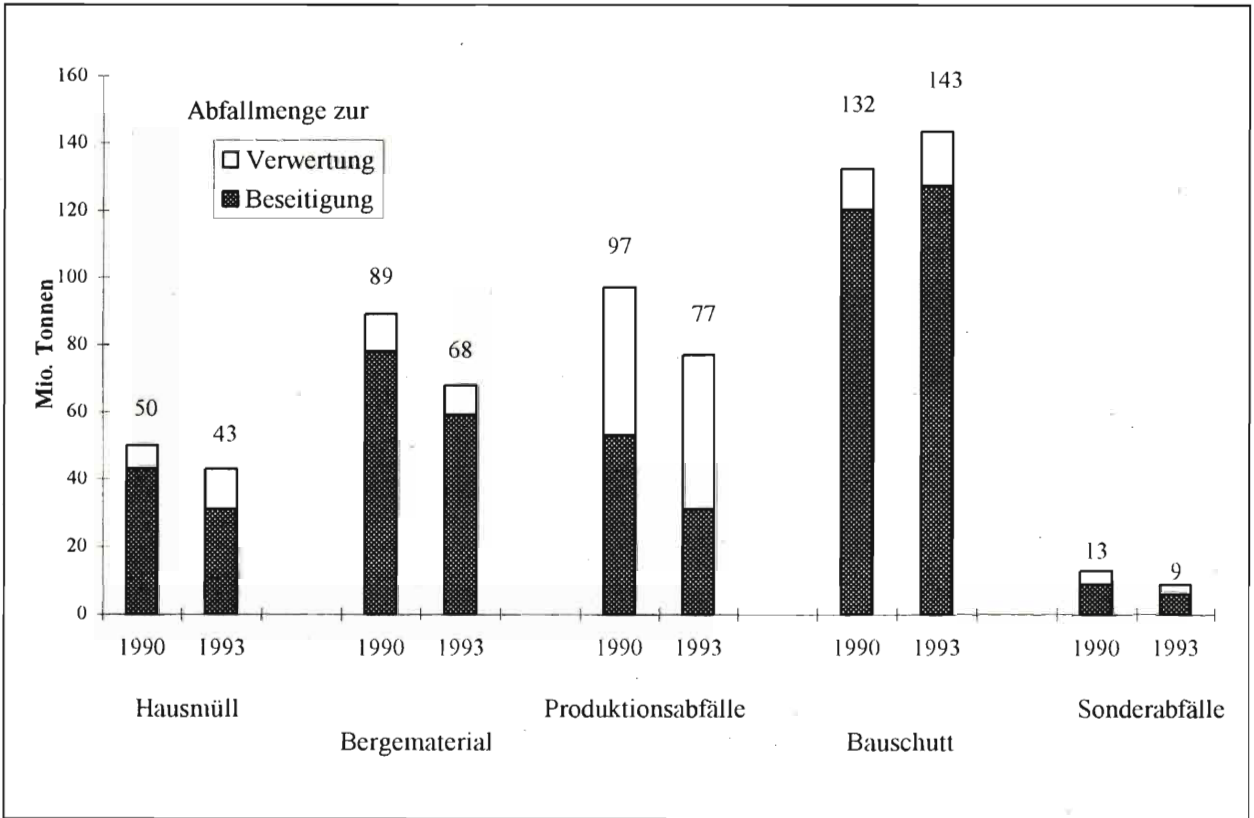 160
140
120
100
80
60
40
20
0
Mio. Tonnen
Abfallmenge zur
Verwertung
Beseitigung
50
43
89
68
97
77
132
143
13
9
1990 1993 1990 1993 1990 1993 1990 1993 1990 1993
Hausmüll Produktionsabfälle Sonderabfälle
Bergematerial Bauschutt